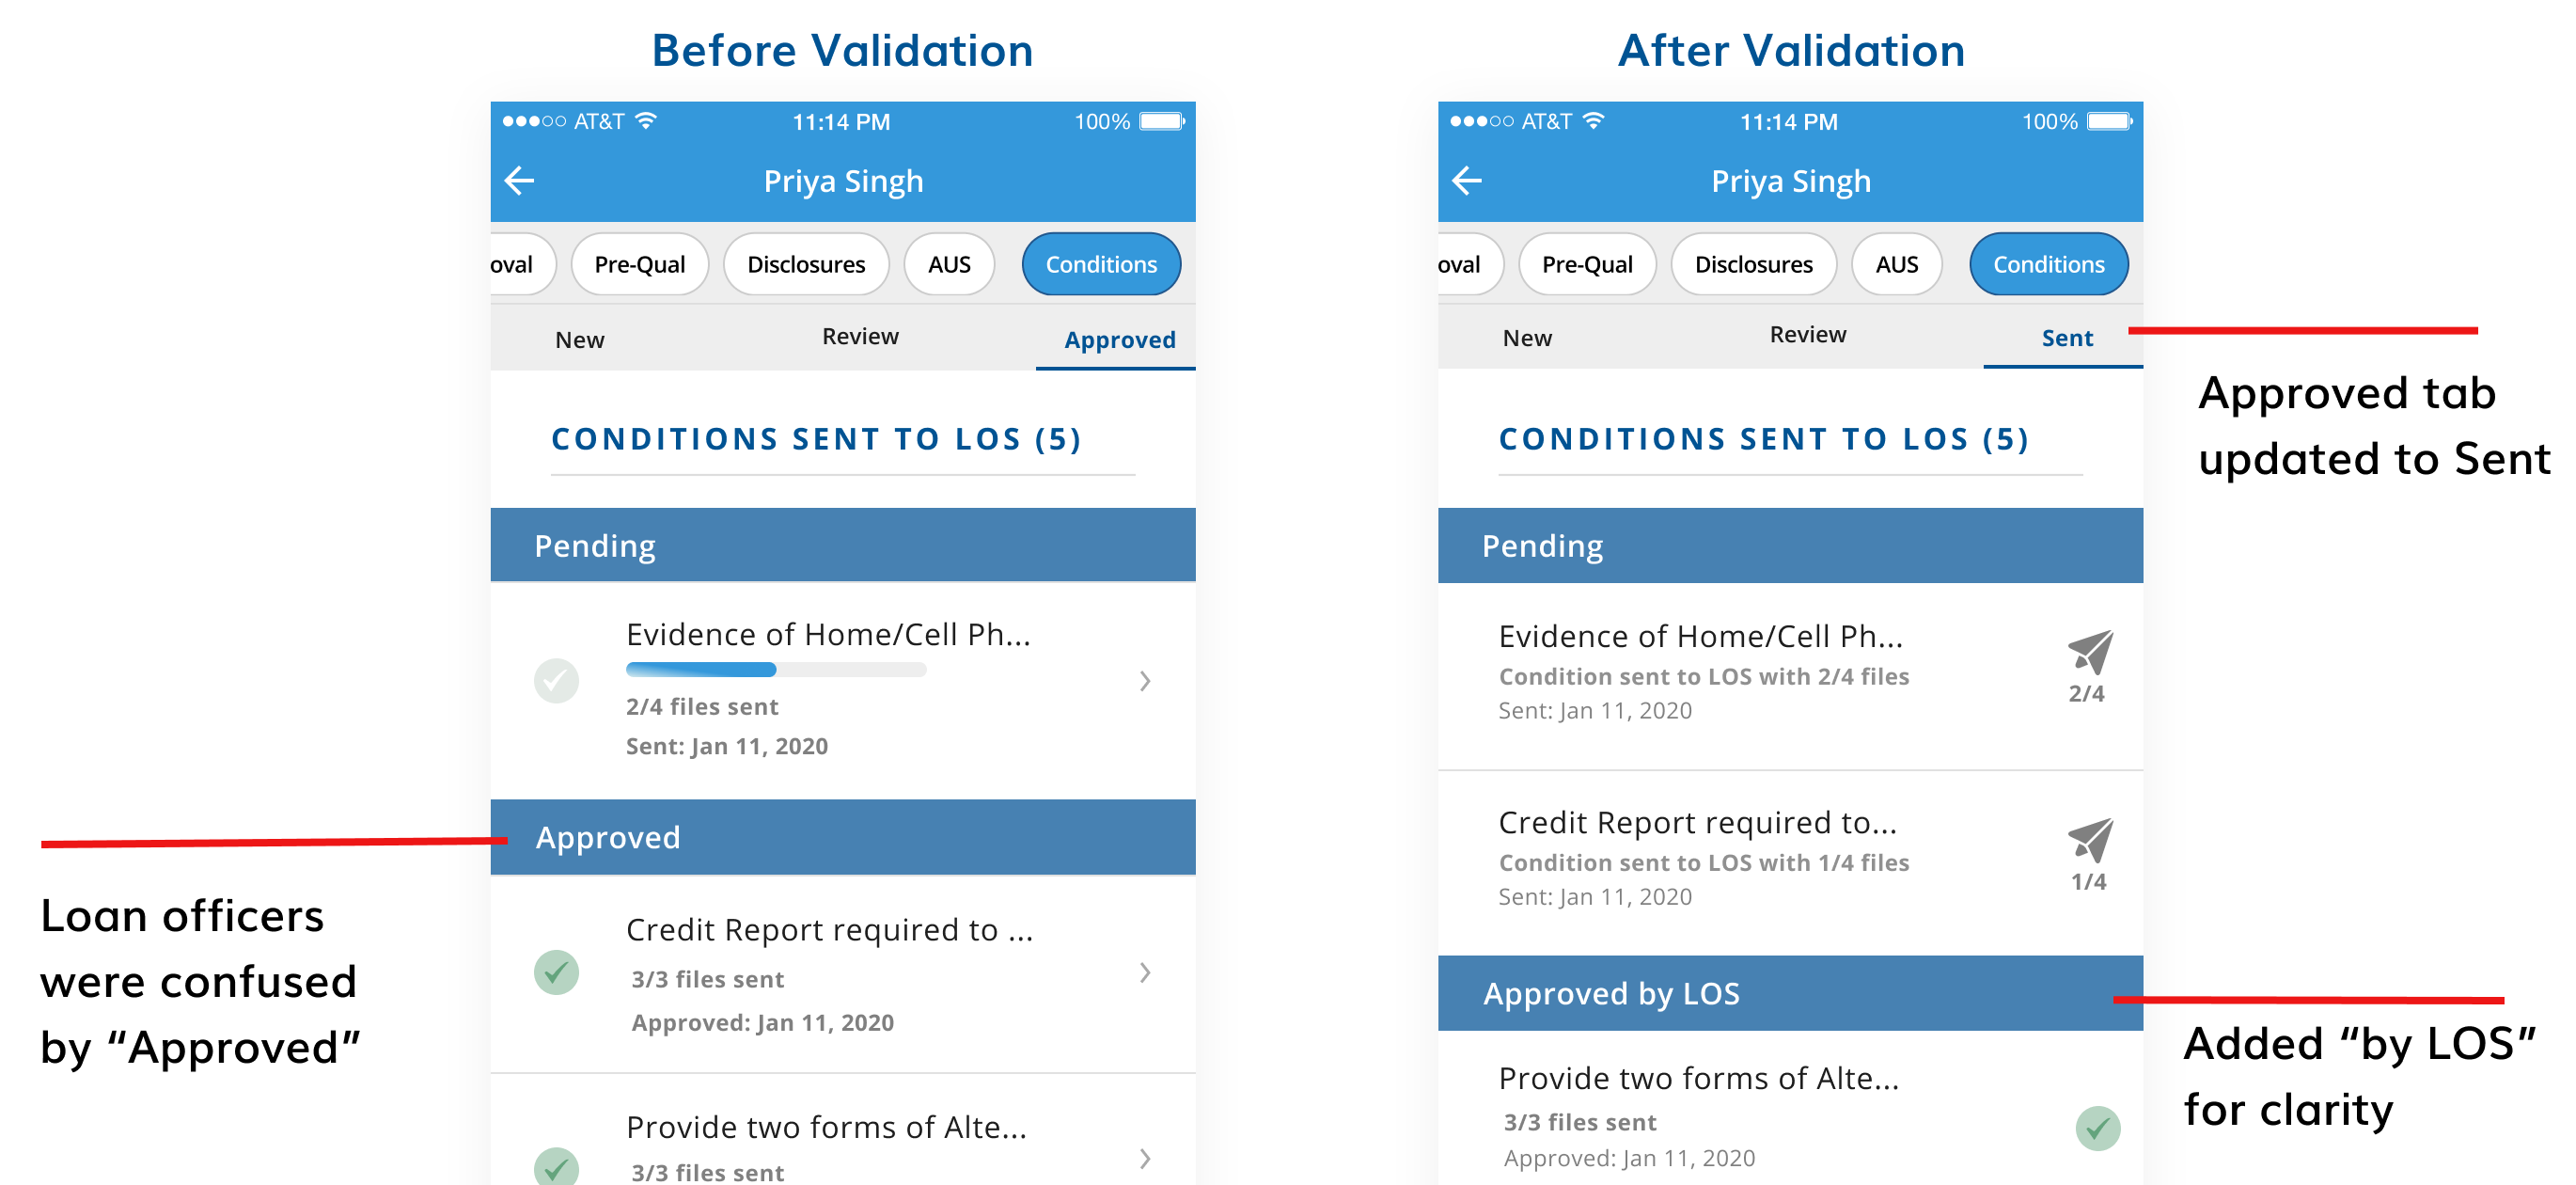 Before Validation
AT&T 11:14 PM 100%
Priya Singh
oval Pre-Qual Disclosures AUS Conditions
New Review Approved
CONDITIONS SENT TO LOS (5)
Pending
Evidence of Home/Cell Ph...
2/4 files sent
Sent: Jan 11, 2020
Approved
Credit Report required to ...
3/3 files sent
Approved: Jan 11, 2020
Provide two forms of Alte...
3/3 files sent
Loan officers
were confused
by “Approved”
After Validation
AT&T 11:14 PM 100%
Priya Singh
oval Pre-Qual Disclosures AUS Conditions
New Review Sent
CONDITIONS SENT TO LOS (5)
Pending
Evidence of Home/Cell Ph...
Condition sent to LOS with 2/4 files
Sent: Jan 11, 2020
2/4
Credit Report required to...
Condition sent to LOS with 1/4 files
Sent: Jan 11, 2020
1/4
Approved by LOS
Provide two forms of Alte...
3/3 files sent
Approved: Jan 11, 2020
Approved tab
updated to Sent
Added “by LOS”
for clarity